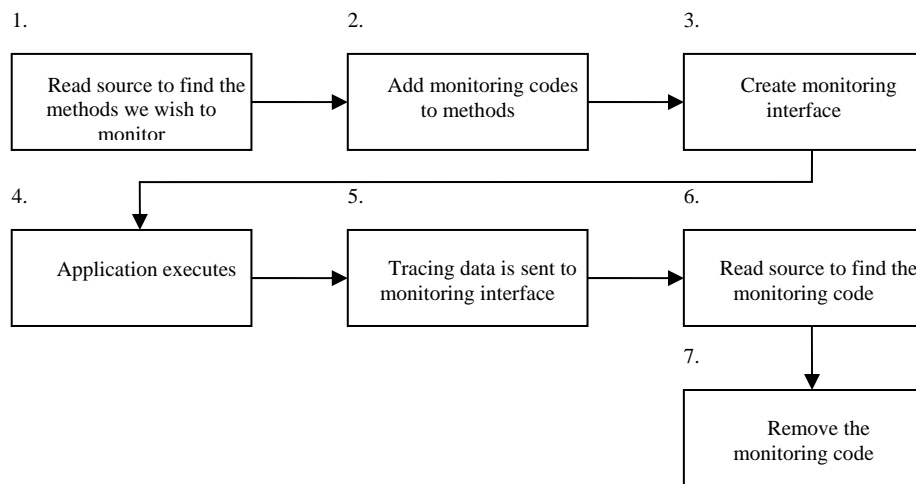 1.
2.
3.
Read source to find the
methods we wish to
monitor
Add monitoring codes
to methods
Create monitoring
interface
4.
5.
6.
Application executes
Tracing data is sent to
monitoring interface
Read source to find the
monitoring code
7.
Remove the
monitoring code